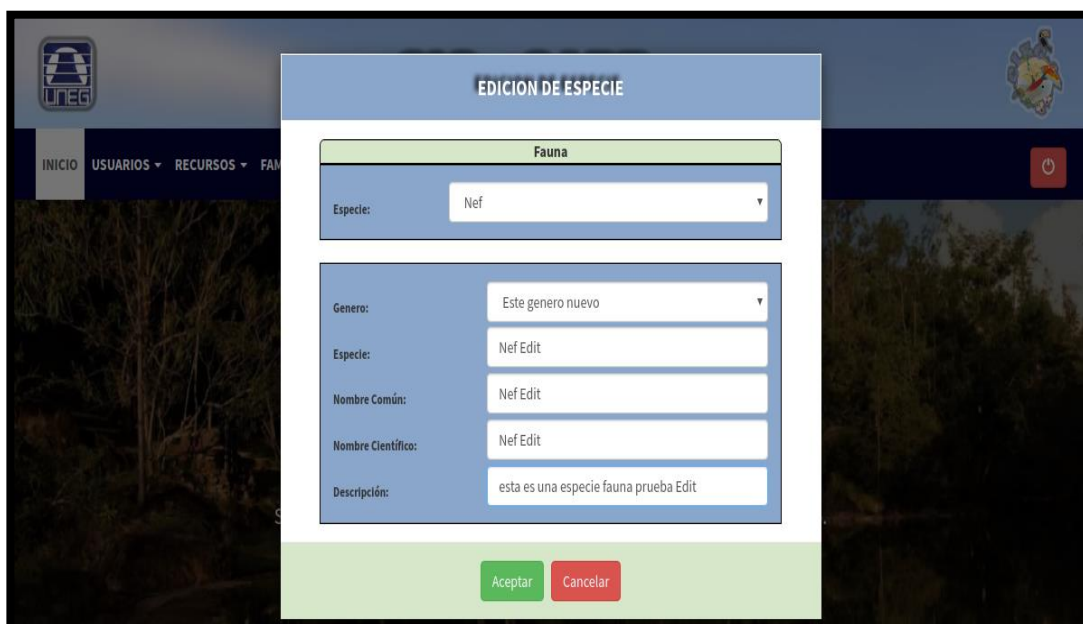 UNEG
EDICION DE ESPECIE
INICIO USUARIOS RECURSOS
Fauna
Especie: Nef
Genero: Este genero nuevo
Especie: Nef Edit
Nombre Común: Nef Edit
Nombre Científico: Nef Edit
Descripción: esta es una especie fauna prueba Edit
Aceptar Cancelar